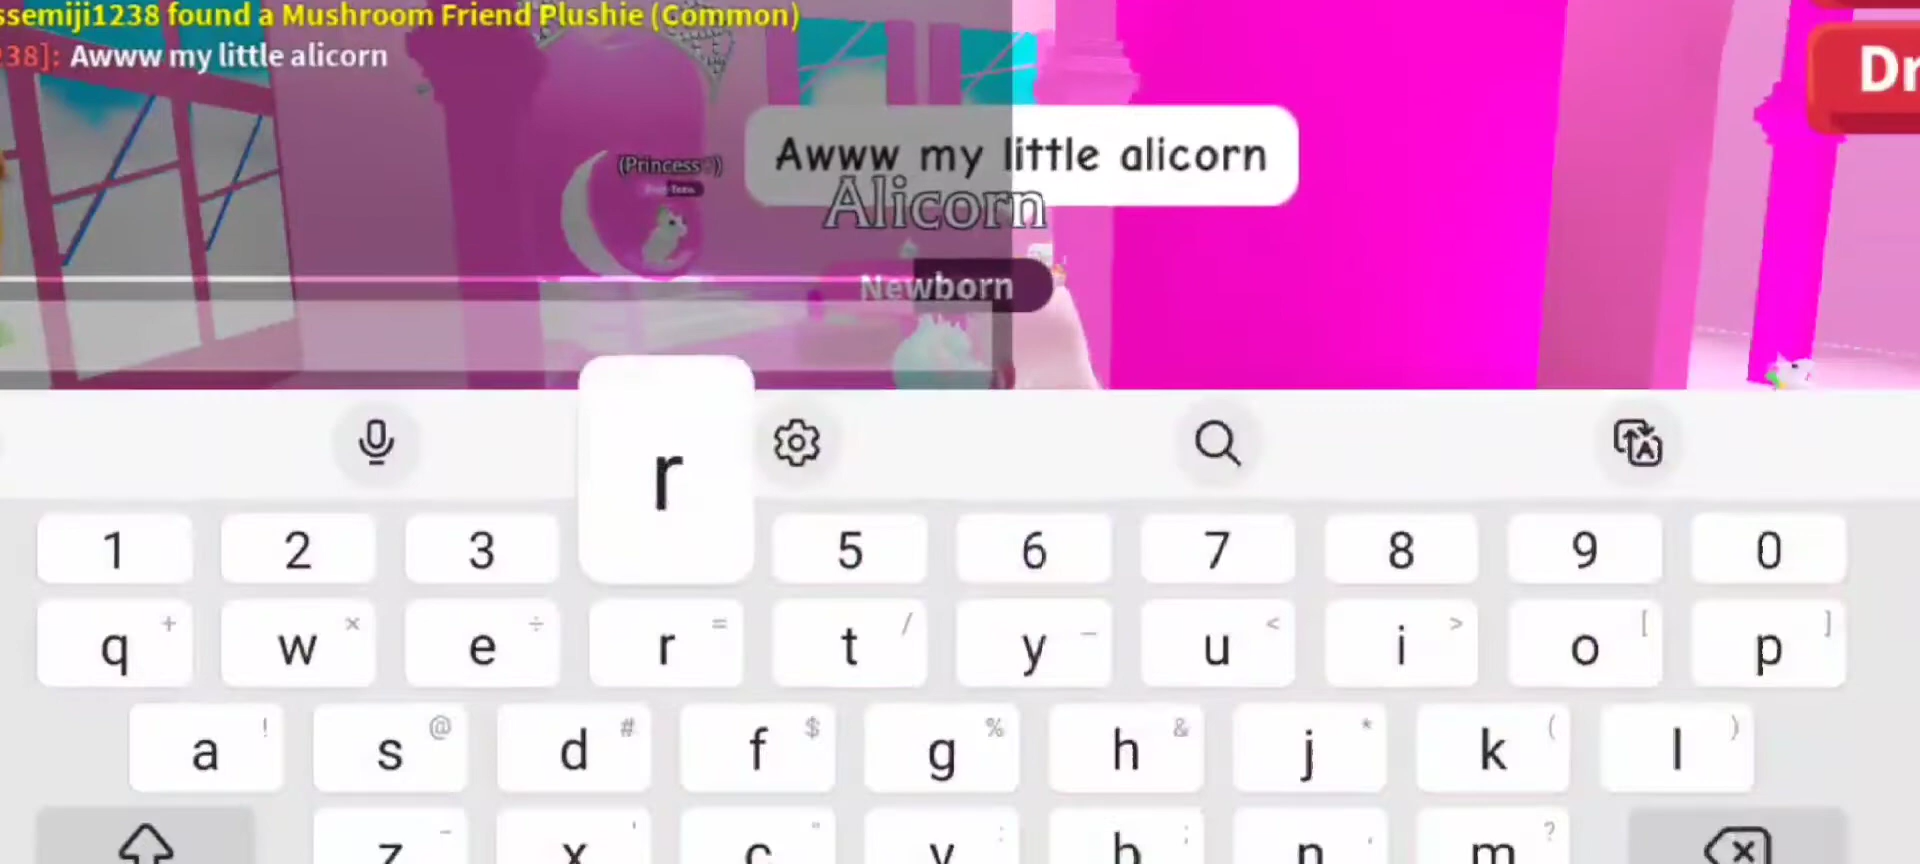 ssemiji1238 found a Mushroom Friend Plushie (Common)
38]: Awww my little alicorn
Dr
Awww my little alicorn
(Princess
Alicorn
Newborn
r
1 2 3 5 6 7 8 9 0
q + w × e ÷ r = t / y _ u < i > o [ p ]
a ! s @ d # f $ g % h & j * k ( l )
z - x ' c " v : b ; n , m ?